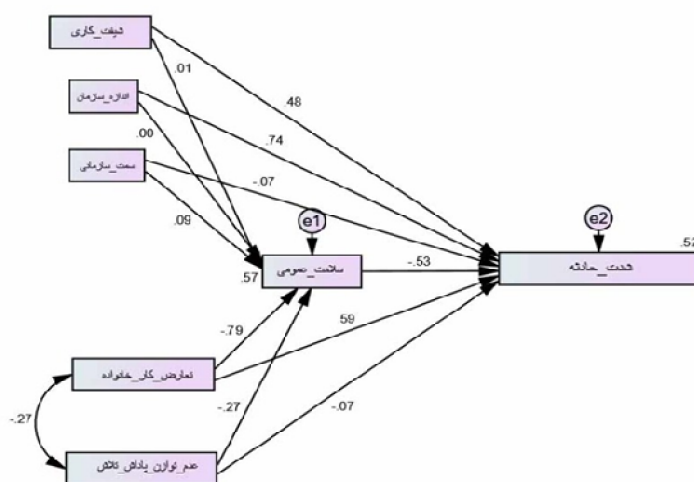 شیفت_کاری
.01
.48
اندازه_سازمان
.00
.74
سمت_سازمانی
-.07
.09
e1
e2
.57
سلامت_عمومی
-.53
شدت_حادثه
.52
-.79
.59
تعارض_کار_خانواده
-.27
-.27
-.07
عدم_توازن_پاداش_تلاش